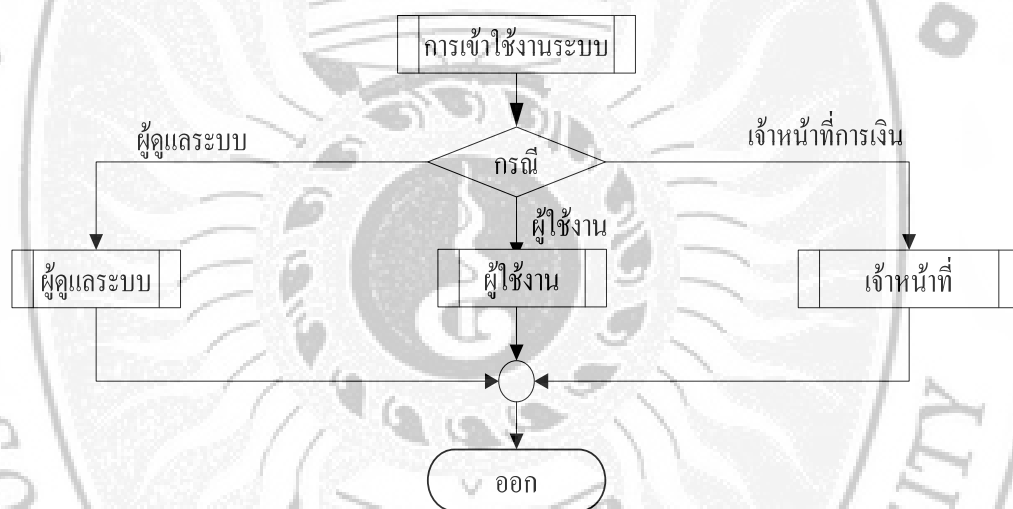 การเข้าใช้งานระบบ
ผู้ดูแลระบบ
เจ้าหน้าที่การเงิน
กรณี
ผู้ใช้งาน
ผู้ดูแลระบบ
ผู้ใช้งาน
เจ้าหน้าที่
ออก